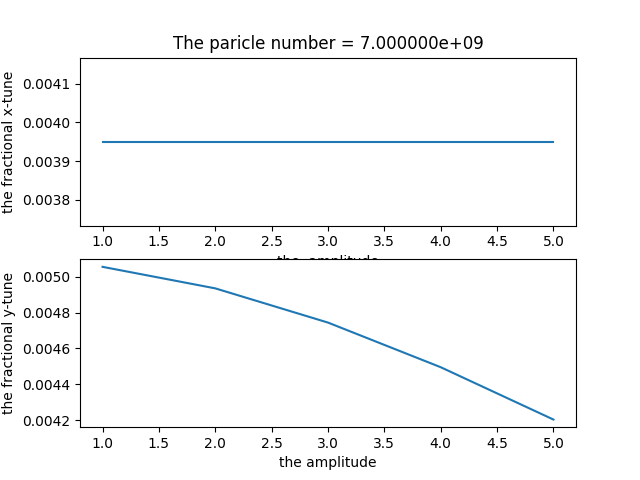 The paricle number = 7.000000e+09
the fractional x-tune
0.0041
0.0040
0.0039
0.0038
1.0 1.5 2.0 2.5 3.0 3.5 4.0 4.5 5.0
the amplitude
the fractional y-tune
0.0050
0.0048
0.0046
0.0044
0.0042
1.0 1.5 2.0 2.5 3.0 3.5 4.0 4.5 5.0
the amplitude